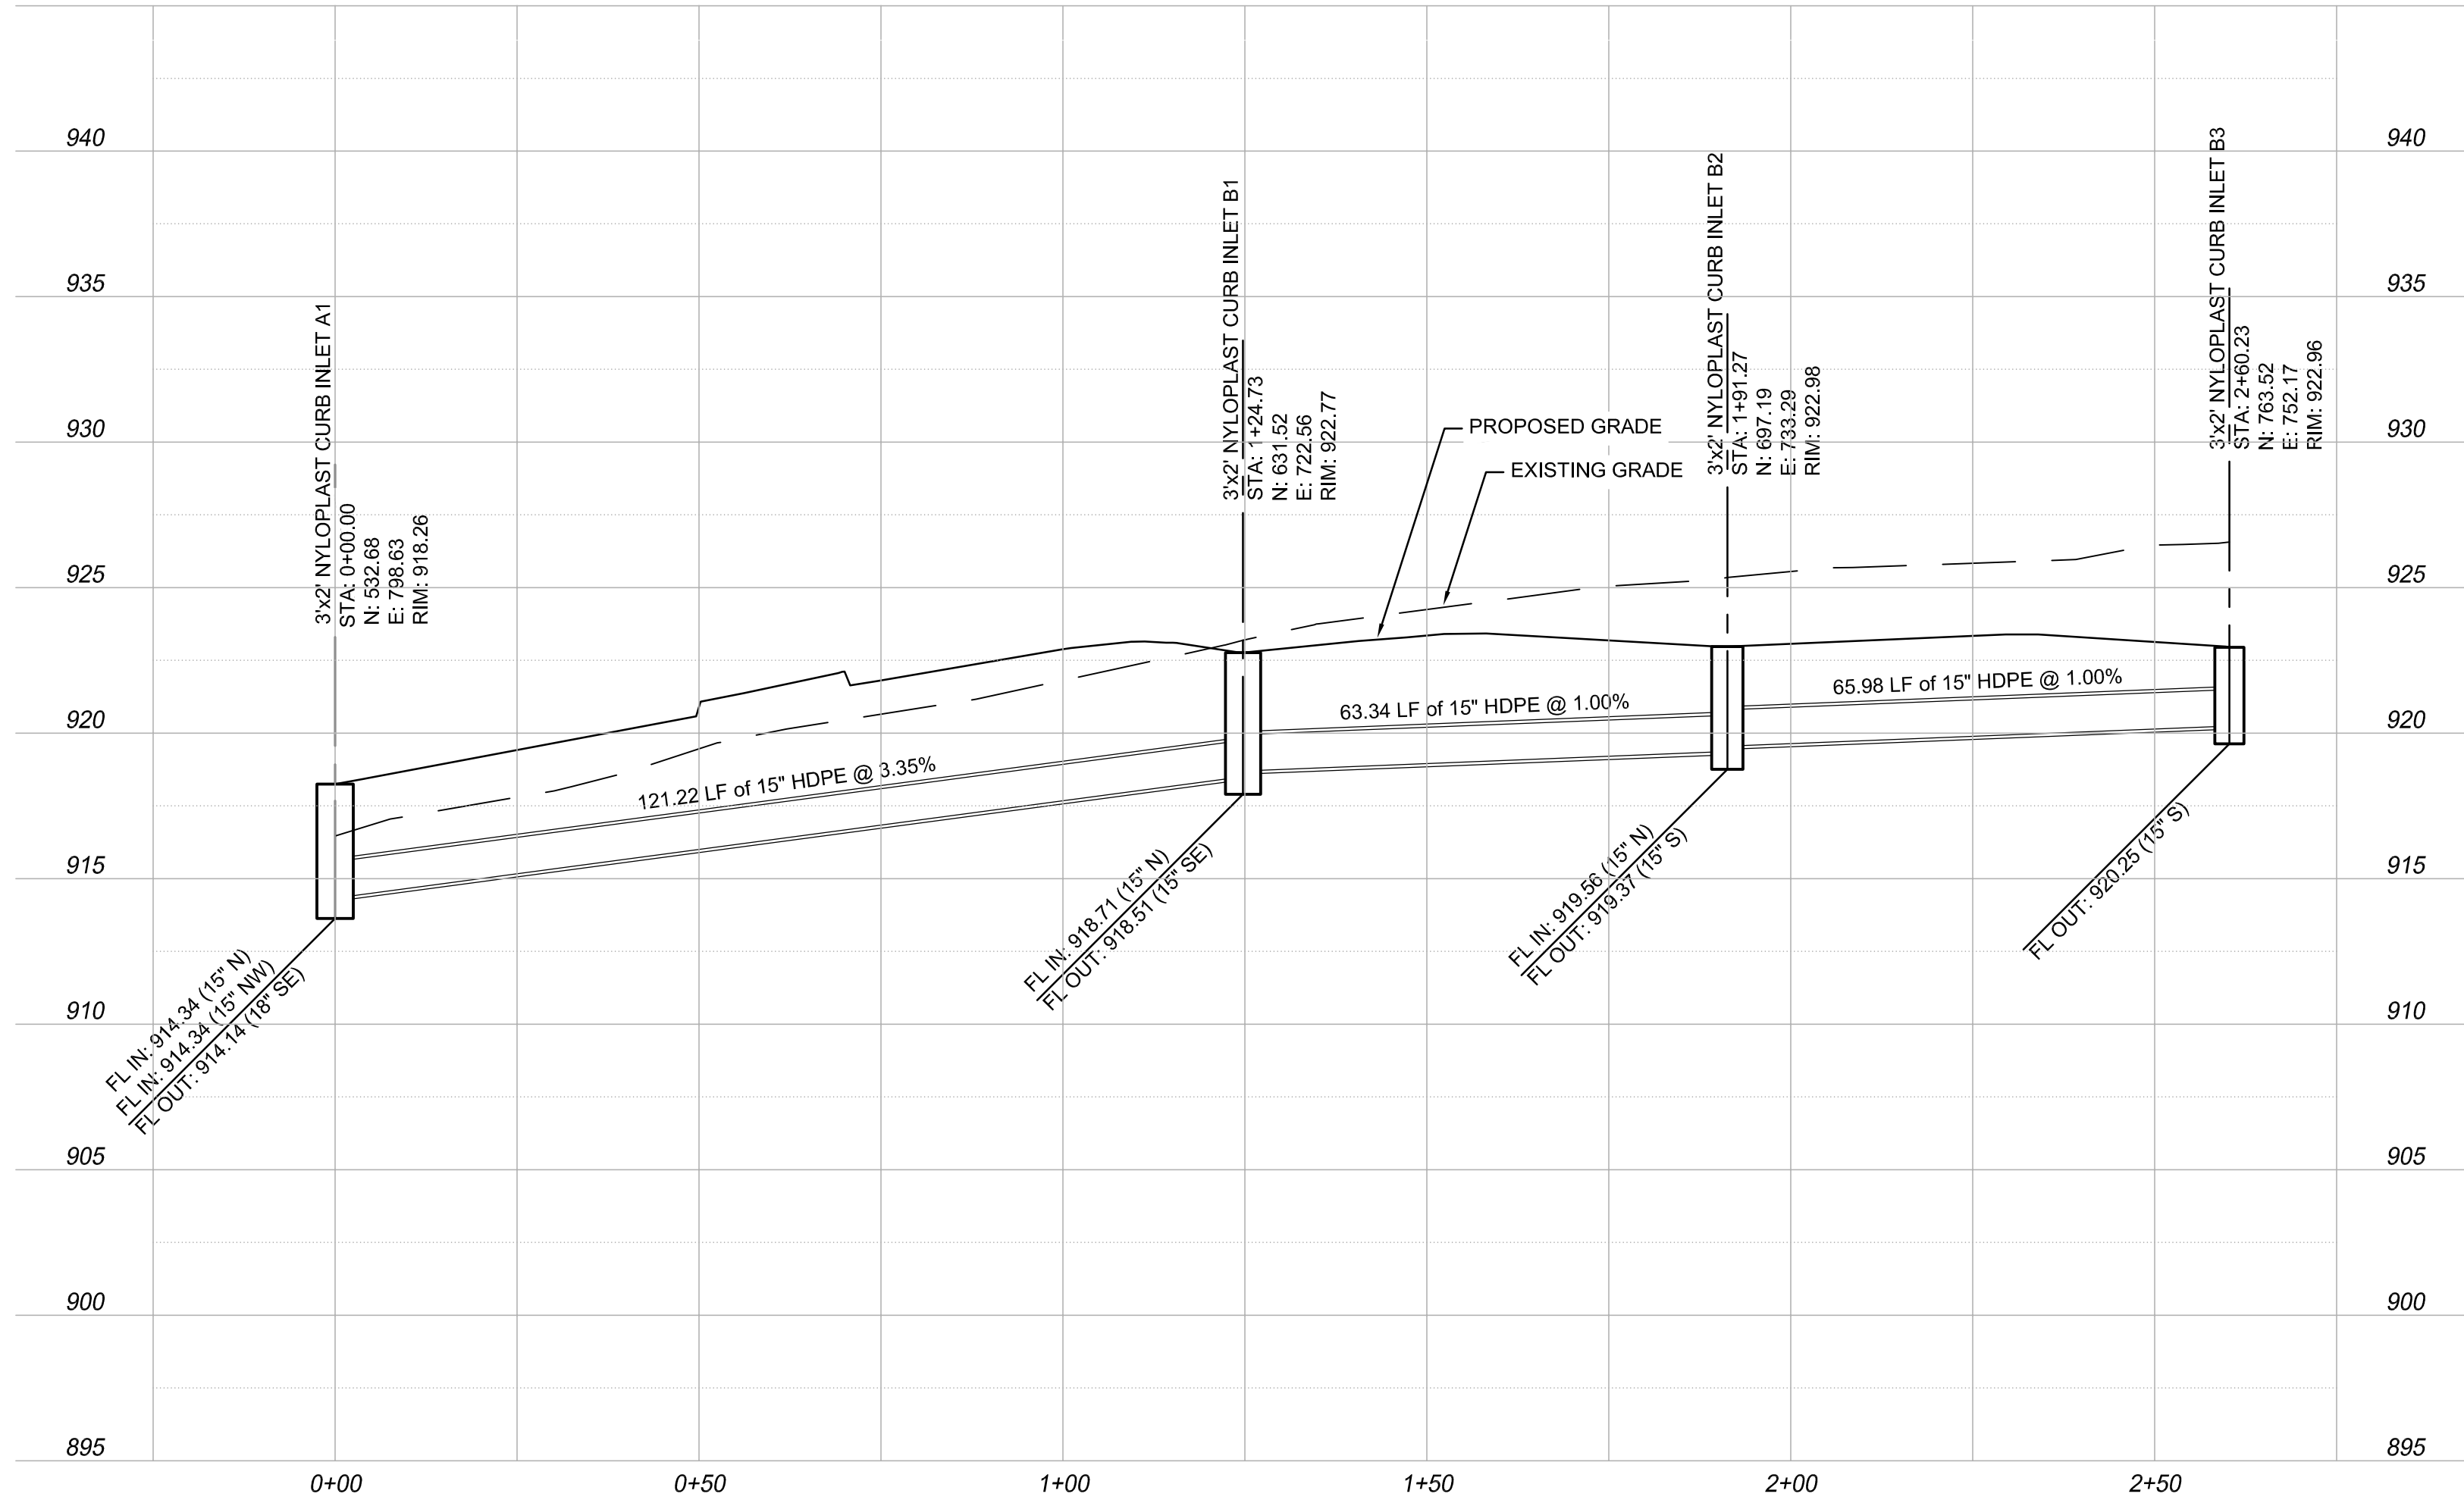 940
940
935
935
930
930
925
925
920
920
915
915
910
910
905
905
900
900
895
895
3'x2' NYLOPLAST CURB INLET A1
STA: 0+00.00
N: 532.68
E: 798.63
RIM: 918.26
3'x2' NYLOPLAST CURB INLET B1
STA: 1+24.73
N: 631.52
E: 722.56
RIM: 922.77
3'x2' NYLOPLAST CURB INLET B2
STA: 1+91.27
N: 697.19
E: 733.29
RIM: 922.98
3'x2' NYLOPLAST CURB INLET B3
STA: 2+60.23
N: 763.52
E: 752.17
RIM: 922.96
PROPOSED GRADE
EXISTING GRADE
121.22 LF of 15" HDPE @ 3.35%
63.34 LF of 15" HDPE @ 1.00%
65.98 LF of 15" HDPE @ 1.00%
FL IN: 914.34 (15" N)
FL IN: 914.34 (15" NW)
FL OUT: 914.14 (18" SE)
FL IN: 918.71 (15" N)
FL OUT: 918.51 (15" SE)
FL IN: 919.56 (15" N)
FL OUT: 919.37 (15" S)
FL OUT: 920.25 (15" S)
0+00
0+50
1+00
1+50
2+00
2+50